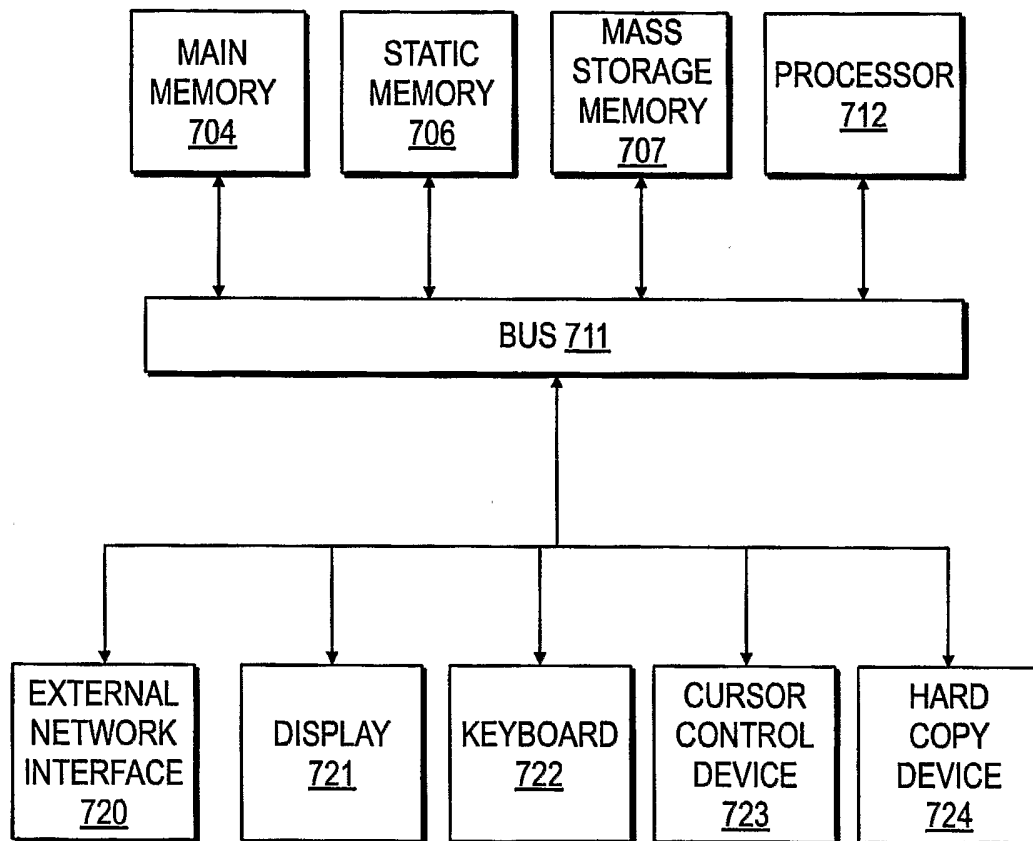 MAIN
MEMORY
704
STATIC
MEMORY
706
MASS
STORAGE
MEMORY
707
PROCESSOR
712
BUS 711
EXTERNAL
NETWORK
INTERFACE
720
DISPLAY
721
KEYBOARD
722
CURSOR
CONTROL
DEVICE
723
HARD
COPY
DEVICE
724